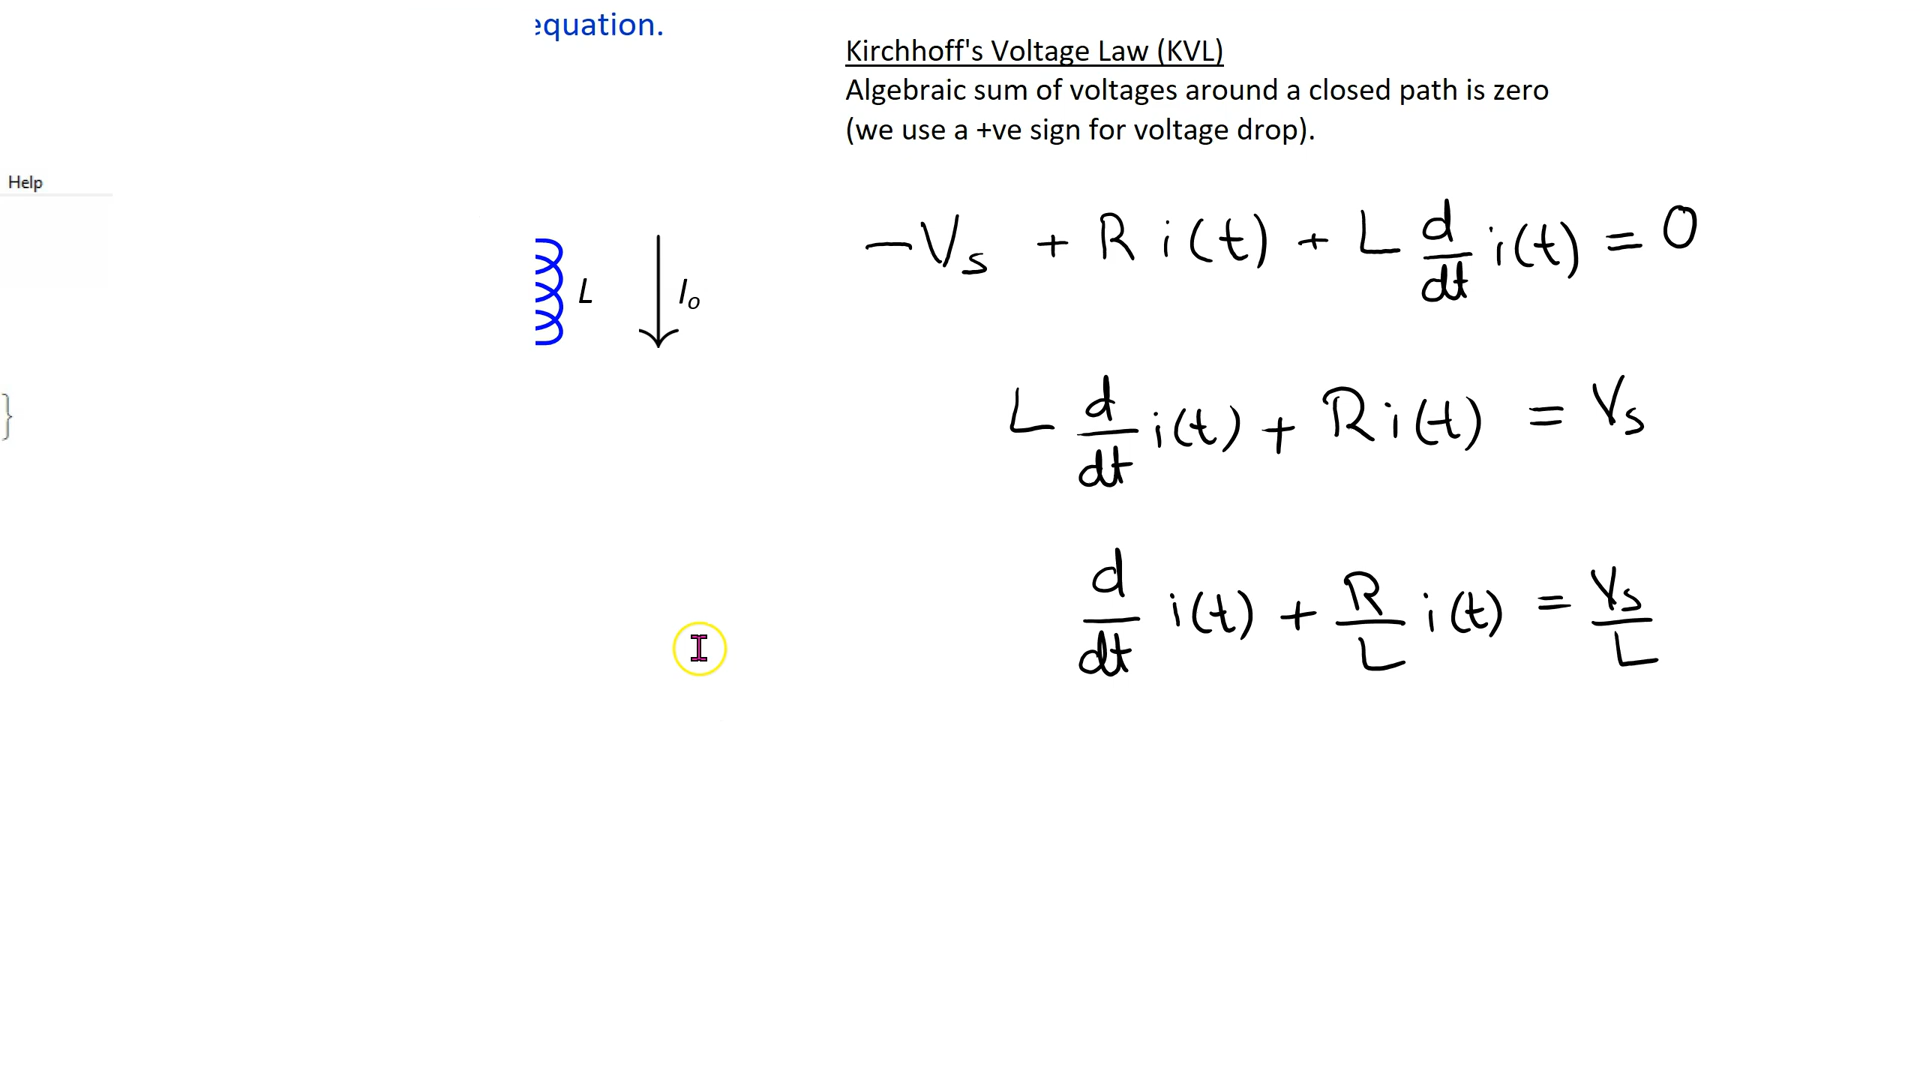 equation.
Kirchhoff's Voltage Law (KVL)
Algebraic sum of voltages around a closed path is zero
(we use a +ve sign for voltage drop).
Help
−Vs + R i(t) + L d/dt i(t) = 0
L Io
}
L d/dt i(t) + R i(t) = Vs
d/dt i(t) + R/L i(t) = Vs/L